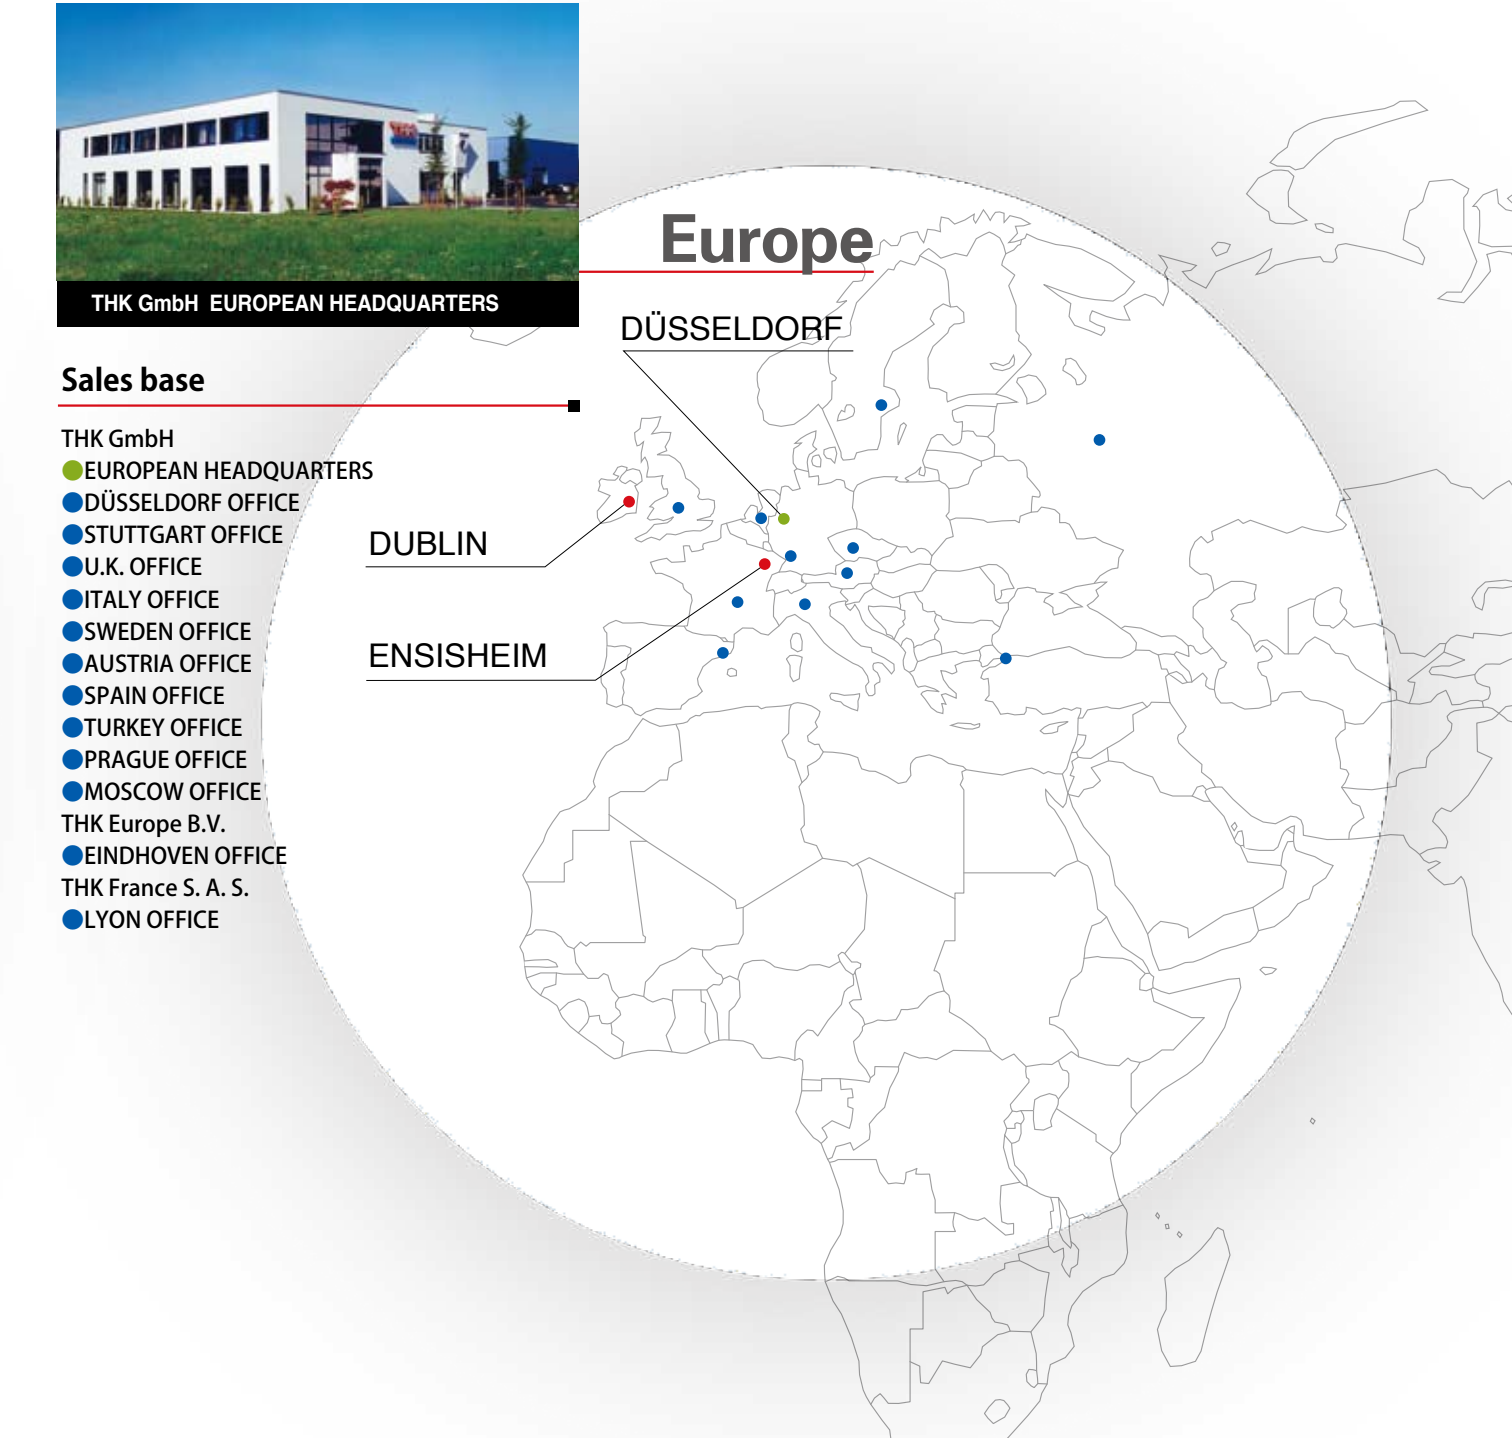 Europe
THK GmbH EUROPEAN HEADQUARTERS
DÜSSELDORF
Sales base
THK GmbH
EUROPEAN HEADQUARTERS
DÜSSELDORF OFFICE
STUTTGART OFFICE
U.K. OFFICE
ITALY OFFICE
SWEDEN OFFICE
AUSTRIA OFFICE
SPAIN OFFICE
TURKEY OFFICE
PRAGUE OFFICE
MOSCOW OFFICE
THK Europe B.V.
EINDHOVEN OFFICE
THK France S. A. S.
LYON OFFICE
DUBLIN
ENSISHEIM